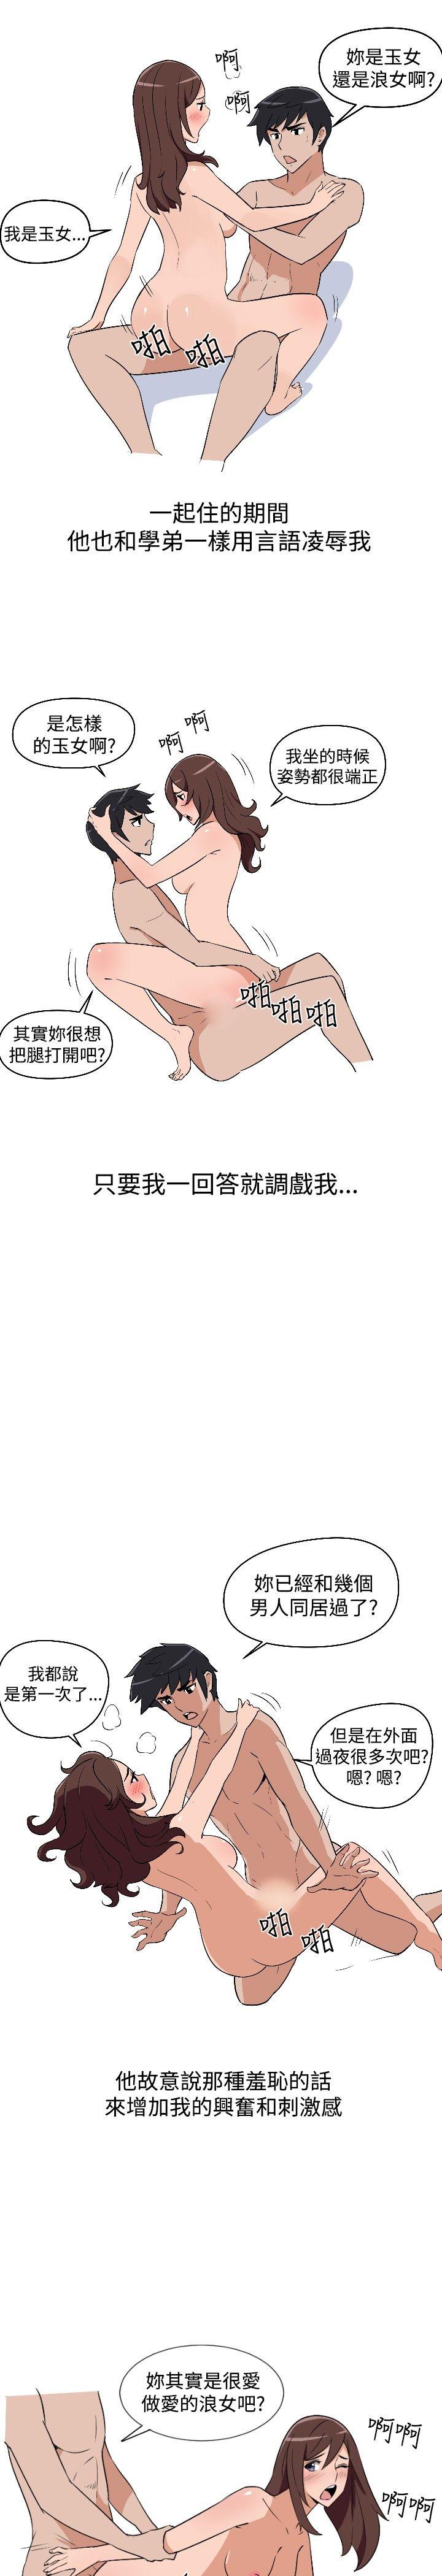 啊
啊
妳是玉女
還是浪女啊?
我是玉女...
啪
啪
一起住的期間
他也和學弟一樣用言語凌辱我
是怎樣
的玉女啊?
啊
啊
我坐的時候
姿勢都很端正
啪
啪
啪
其實妳很想
把腿打開吧?
只要我一回答就調戲我...
妳已經和幾個
男人同居過了?
我都說
是第一次了...
但是在外面
過夜很多次吧?
嗯? 嗯?
啪
啪
他故意說那種羞恥的話
來增加我的興奮和刺激感
妳其實是很愛
做愛的浪女吧?
啊啊
啊啊